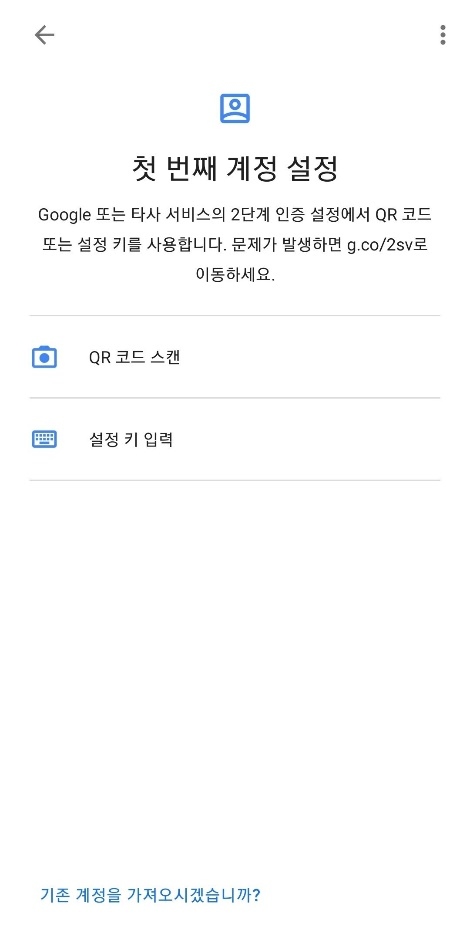 첫 번째 계정 설정
Google 또는 타사 서비스의 2단계 인증 설정에서 QR 코드
또는 설정 키를 사용합니다. 문제가 발생하면 g.co/2sv로
이동하세요.
QR 코드 스캔
설정 키 입력
기존 계정을 가져오시겠습니까?